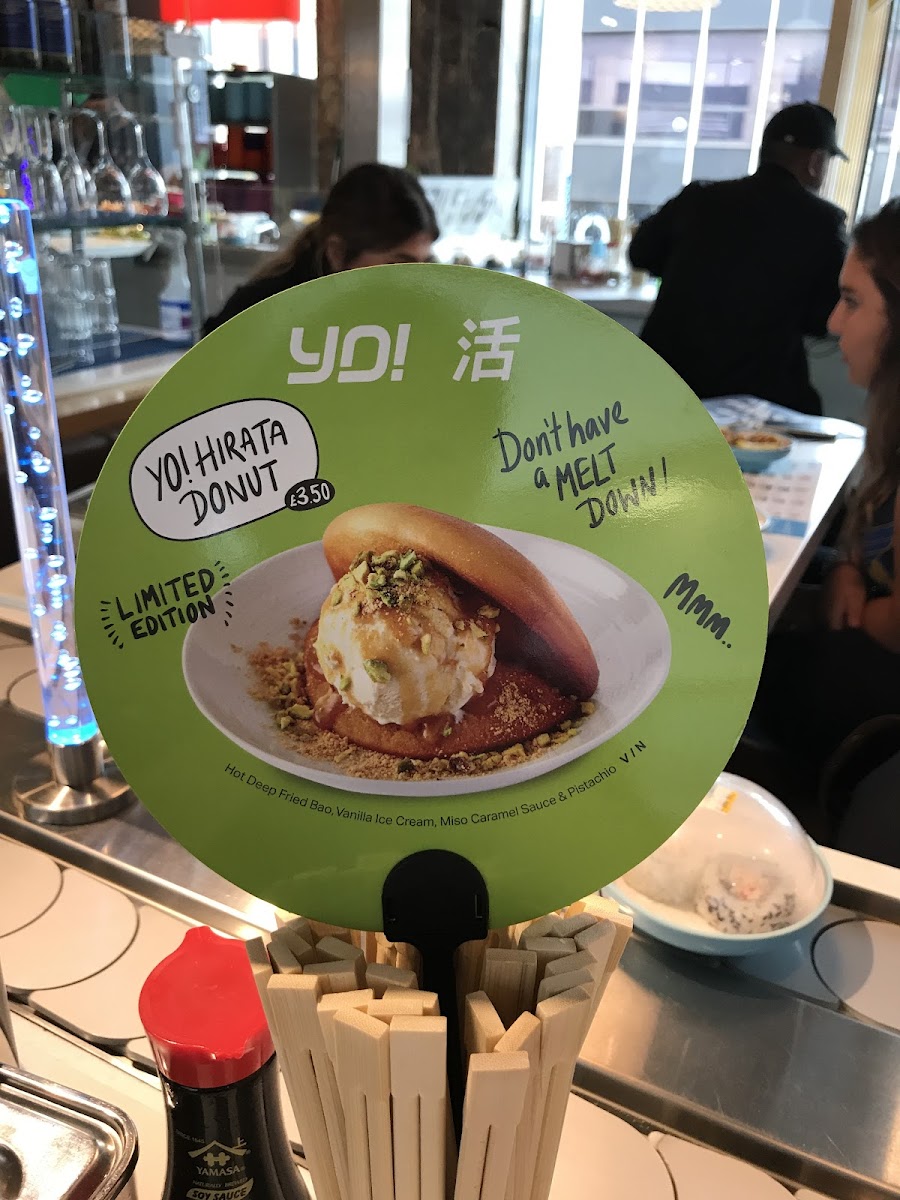 YO! 活
YO! HIRATA
DONUT
£3.50
Don't have
a MELT
DOWN!
LIMITED
EDITION
Mmm..
Hot Deep Fried Bao, Vanilla Ice Cream, Miso Caramel Sauce & Pistachio V / N
YAMASA
SOY SAUCE